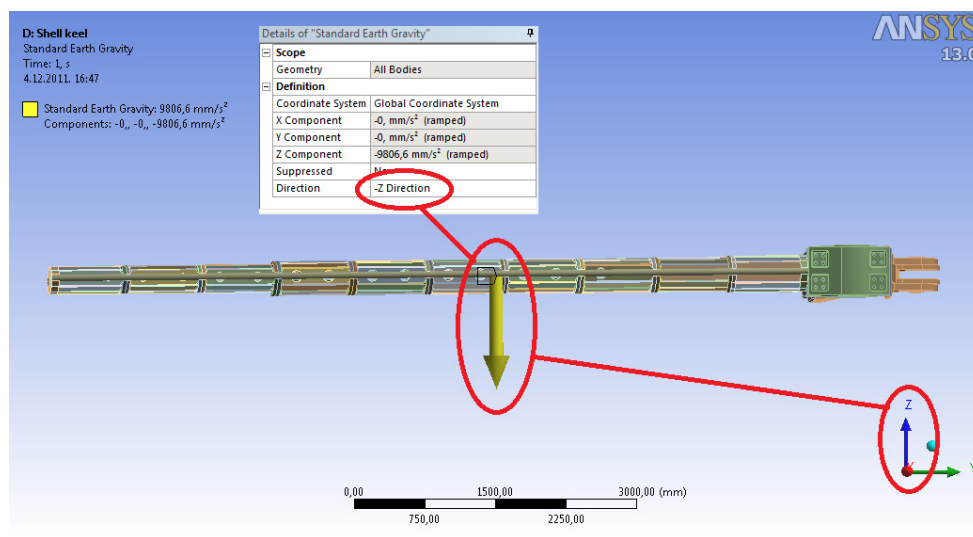 D: Shell keel
Standard Earth Gravity
Time: 1, s
4.12.2011. 16:47
Standard Earth Gravity: 9806,6 mm/s²
Components: -0,, -0,, -9806,6 mm/s²
Details of "Standard Earth Gravity"
Scope
Geometry All Bodies
Definition
Coordinate System Global Coordinate System
X Component -0, mm/s² (ramped)
Y Component -0, mm/s² (ramped)
Z Component -9806,6 mm/s² (ramped)
Suppressed No
Direction -Z Direction
ANSYS
13.0
Z
Y
0,00 1500,00 3000,00 (mm)
750,00 2250,00